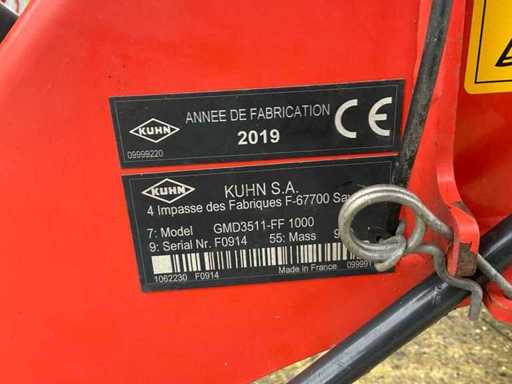 KUHN
ANNEE DE FABRICATION
2019
CE
09999220
KUHN
KUHN S.A.
4 Impasse des Fabriques F-67700
7: Model GMD3511-FF 1000
9: Serial Nr. F0914 55: Mass
1062230 F0914 Made in France